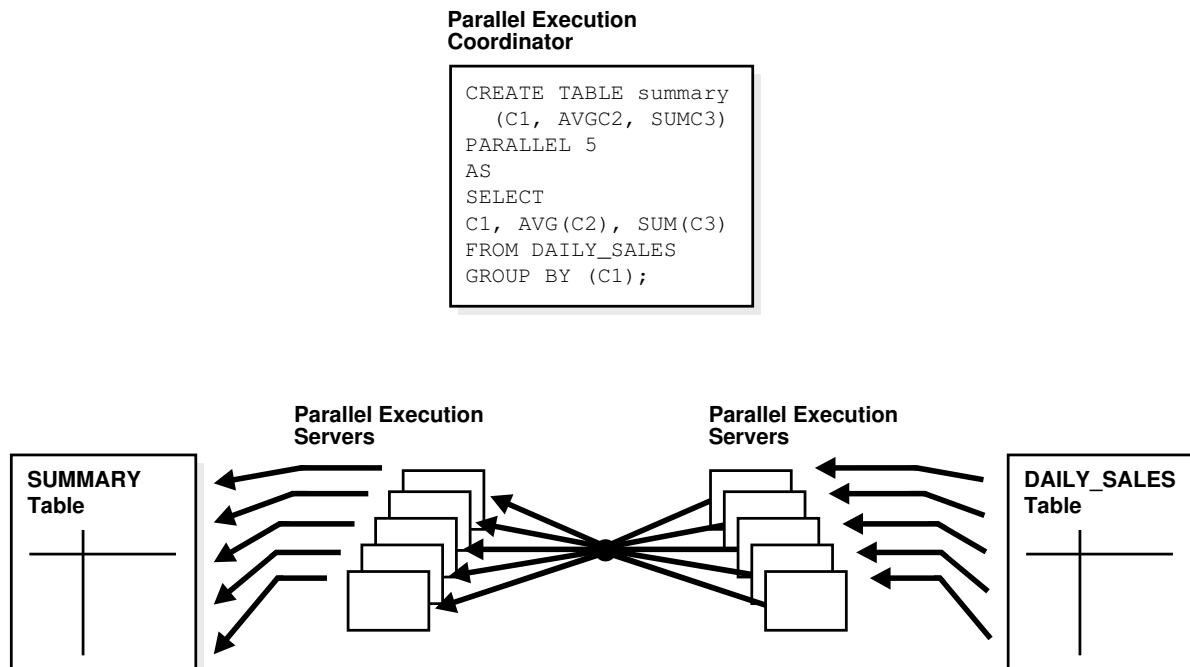 Parallel Execution
Coordinator
CREATE TABLE summary
(C1, AVGC2, SUMC3)
PARALLEL 5
AS
SELECT
C1, AVG(C2), SUM(C3)
FROM DAILY_SALES
GROUP BY (C1);
Parallel Execution
Servers
Parallel Execution
Servers
SUMMARY
Table
DAILY_SALES
Table